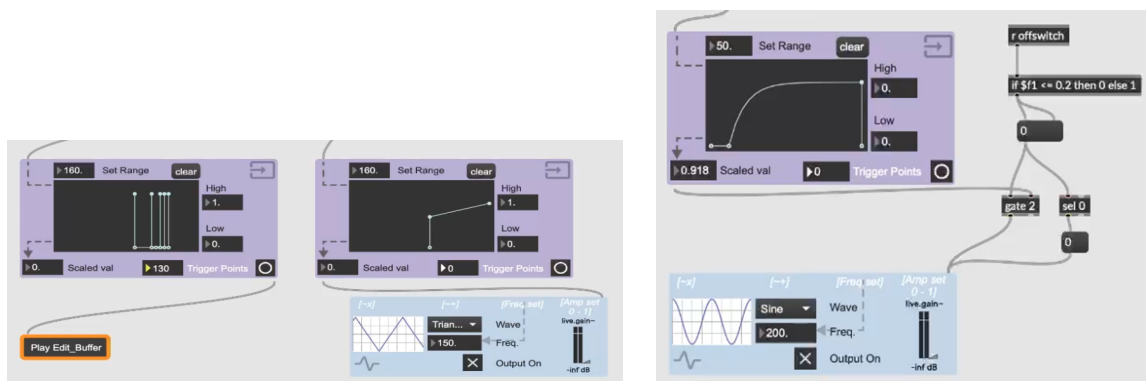 160. Set Range clear
High
1.
Low
0.
0. Scaled val 130 Trigger Points
Play Edit_Buffer
160. Set Range clear
High
1.
Low
0.
0. Scaled val 0 Trigger Points
[~x] [~+] [Freq set] [Amp set
0 - 1]
live.gain~
Trian... Wave
150. Freq.
Output On
-inf dB
50. Set Range clear
High
0.
Low
0.
0.918 Scaled val 0 Trigger Points
r offswitch
if $f1 <= 0.2 then 0 else 1
0
gate 2 sel 0
0
[~x] [~+] [Freq set] [Amp set
0 - 1]
live.gain~
Sine Wave
200. Freq.
Output On
-inf dB